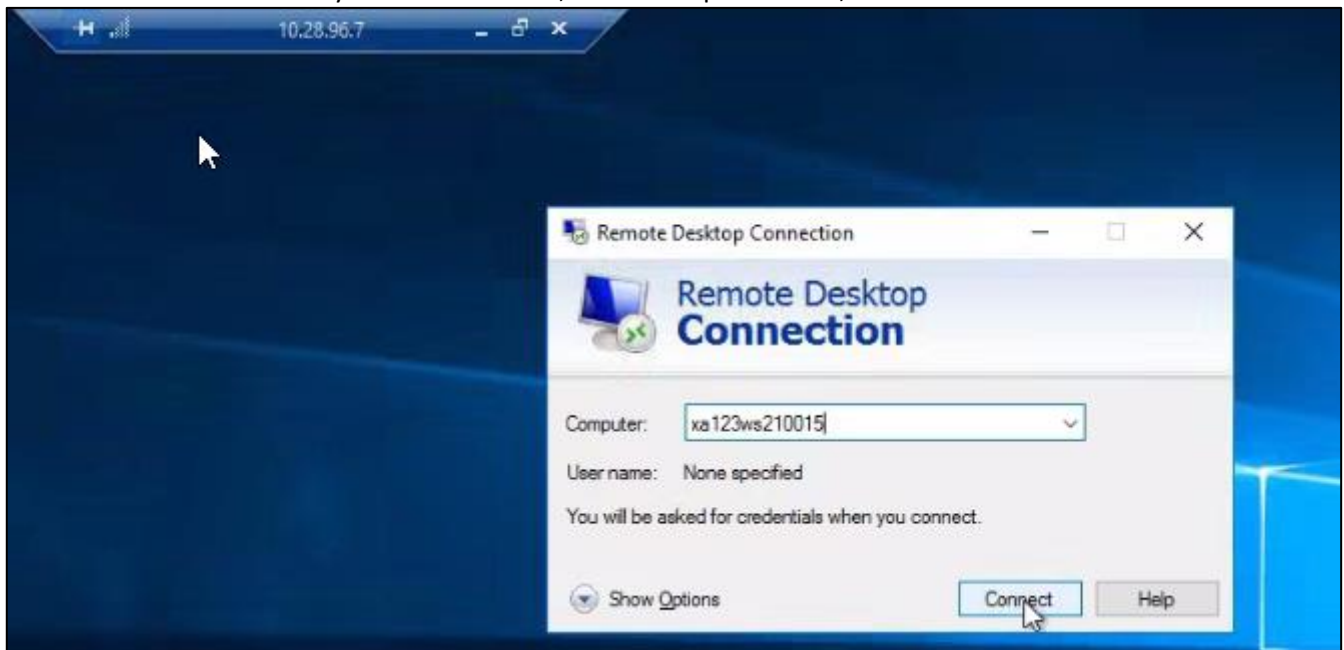 10.28.96.7
Remote Desktop Connection
Remote Desktop
Connection
Computer: xa123ws210015
User name: None specified
You will be asked for credentials when you connect.
Show Options Connect Help